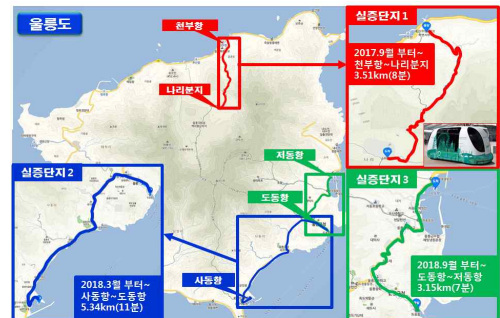 울릉도
천부항
나리분지
실증단지1
2017.9월 부터~
천부항~나리분지
3.51km(8분)
저동항
도동항
실증단지2
2018.3월 부터~
사동항~도동항
5.34km(11분)
사동항
실증단지3
2018.9월 부터~
도동항~저동항
3.15km(7분)